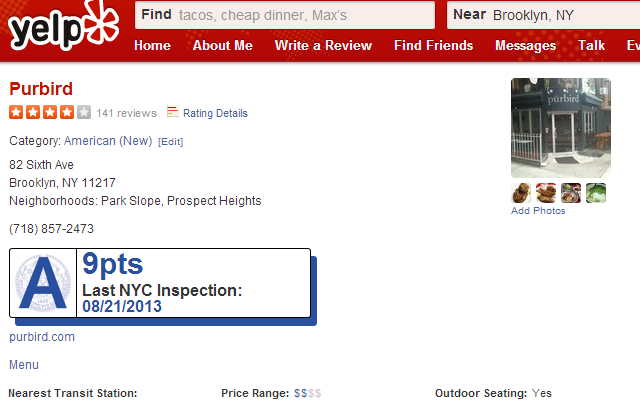 yelp
Find tacos, cheap dinner, Max's
Near Brooklyn, NY
Home About Me Write a Review Find Friends Messages Talk Ev
Purbird
141 reviews Rating Details
Category: American (New) [Edit]
82 Sixth Ave
Brooklyn, NY 11217
Neighborhoods: Park Slope, Prospect Heights
(718) 857-2473
purbird
Add Photos
A
9pts
Last NYC Inspection:
08/21/2013
purbird.com
Menu
Nearest Transit Station: Price Range: $$$$ Outdoor Seating: Yes